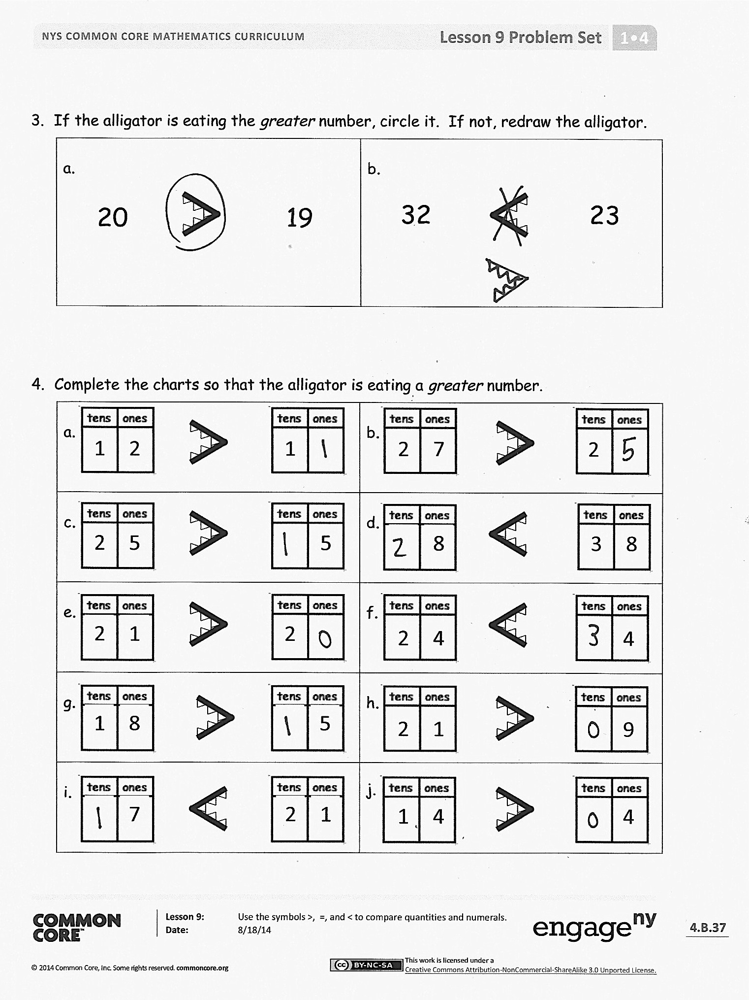 NYS COMMON CORE MATHEMATICS CURRICULUM Lesson 9 Problem Set 1•4
3. If the alligator is eating the greater number, circle it. If not, redraw the alligator.
a. b.
20 > 19 32 < 23
>
4. Complete the charts so that the alligator is eating a greater number.
tens ones tens ones tens ones tens ones
a. 1 2 > 1 1 b. 2 7 > 2 5
tens ones tens ones tens ones tens ones
c. 2 5 > 1 5 d. 2 8 < 3 8
tens ones tens ones tens ones tens ones
e. 2 1 > 2 0 f. 2 4 < 3 4
tens ones tens ones tens ones tens ones
g. 1 8 > 1 5 h. 2 1 > 0 9
tens ones tens ones tens ones tens ones
i. 1 7 < 2 1 j. 1 4 > 0 4
COMMON CORE™
Lesson 9: Use the symbols >, =, and < to compare quantities and numerals.
Date: 8/18/14
engage ny
4.B.37
© 2014 Common Core, Inc. Some rights reserved. commoncore.org
cc BY-NC-SA
This work is licensed under a
Creative Commons Attribution-NonCommercial-ShareAlike 3.0 Unported License.